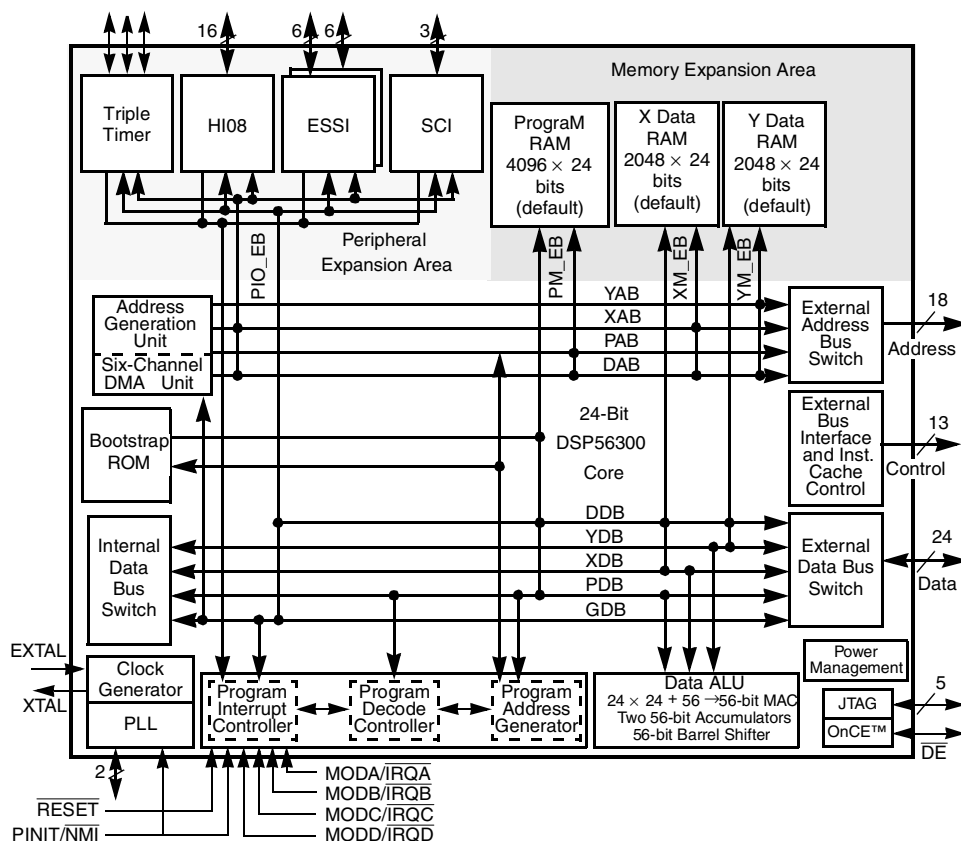 16
6
6
3
Memory Expansion Area
Triple
Timer
HI08
ESSI
SCI
PrograM
RAM
4096 × 24
bits
(default)
X Data
RAM
2048 × 24
bits
(default)
Y Data
RAM
2048 × 24
bits
(default)
Peripheral
Expansion Area
PIO_EB
PM_EB
XM_EB
YM_EB
Address
Generation
Unit
Six-Channel
DMA Unit
YAB
XAB
PAB
DAB
External
Address
Bus
Switch
18
Address
Bootstrap
ROM
24-Bit
DSP56300
Core
External
Bus
Interface
and Inst.
Cache
Control
13
Control
Internal
Data
Bus
Switch
DDB
YDB
XDB
PDB
GDB
External
Data Bus
Switch
24
Data
EXTAL
XTAL
Clock
Generator
PLL
2
Program
Interrupt
Controller
Program
Decode
Controller
Program
Address
Generator
Data ALU
24 × 24 + 56 →56-bit MAC
Two 56-bit Accumulators
56-bit Barrel Shifter
Power
Management
JTAG
OnCE™
5
DE
RESET
PINIT/NMI
MODA/IRQA
MODB/IRQB
MODC/IRQC
MODD/IRQD